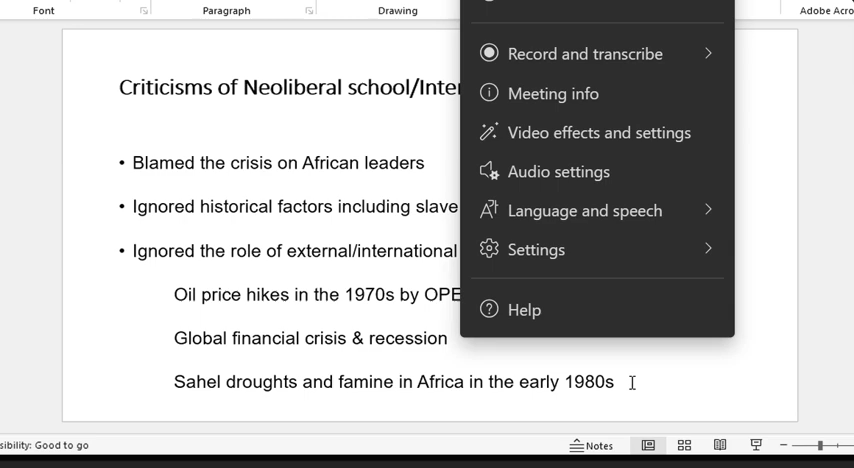 Font Paragraph Drawing Adobe Acro
Criticisms of Neoliberal school/Inter
• Blamed the crisis on African leaders
• Ignored historical factors including slave
• Ignored the role of external/international
Oil price hikes in the 1970s by OPE
Global financial crisis & recession
Sahel droughts and famine in Africa in the early 1980s
Record and transcribe
Meeting info
Video effects and settings
Audio settings
Language and speech
Settings
Help
sibility: Good to go Notes